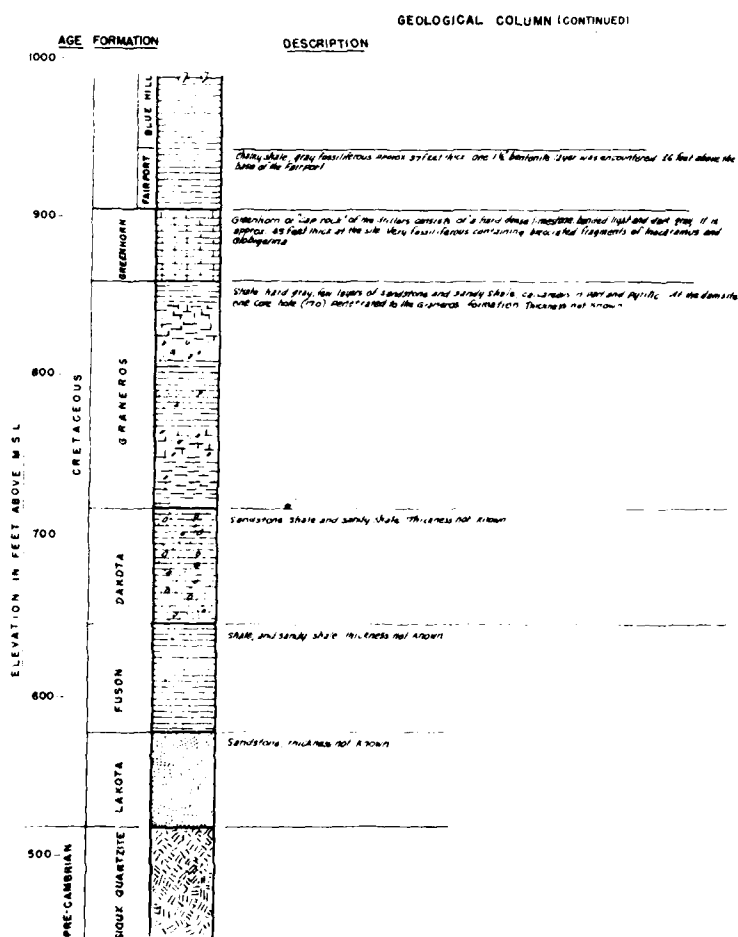 GEOLOGICAL COLUMN (CONTINUED)
AGE FORMATION DESCRIPTION
1000
BLUE HILL
FAIRPORT
Chalky shale, gray fossiliferous approx 37 feet thick One 1½" bentonite layer was encountered 16 feet above the
base of the Fairport
900
GREENHORN
Greenhorn or "cap rock" of the consists of a hard dense limestone banded light and dark gray. It is
approx 45 feet thick at the site Very fossiliferous containing fragments of Inoceramus and
Globigerina
Shale hard gray, few layers of sandstone and sandy shale, in part and pyritic At the damsite
one core hole penetrated to the Graneros formation Thickness not known
800
CRETACEOUS
GRANEROS
ELEVATION IN FEET ABOVE MSL
700
DAKOTA
Sandstone shale and sandy shale Thickness not known
FUSON
Shale, and sandy shale thickness not known
600
LAKOTA
Sandstone, thickness not known
500
PRE-CAMBRIAN
SIOUX QUARTZITE